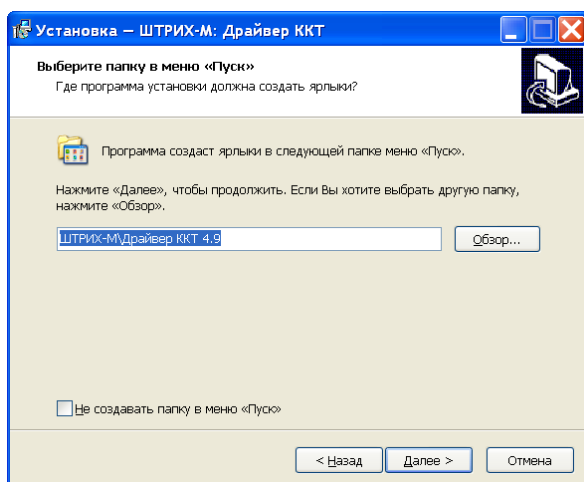 Установка — ШТРИХ-М: Драйвер ККТ
Выберите папку в меню «Пуск»
Где программа установки должна создать ярлыки?
Программа создаст ярлыки в следующей папке меню «Пуск».
Нажмите «Далее», чтобы продолжить. Если Вы хотите выбрать другую папку,
нажмите «Обзор».
ШТРИХ-М\Драйвер ККТ 4.9
Обзор...
Не создавать папку в меню «Пуск»
< Назад
Далее >
Отмена